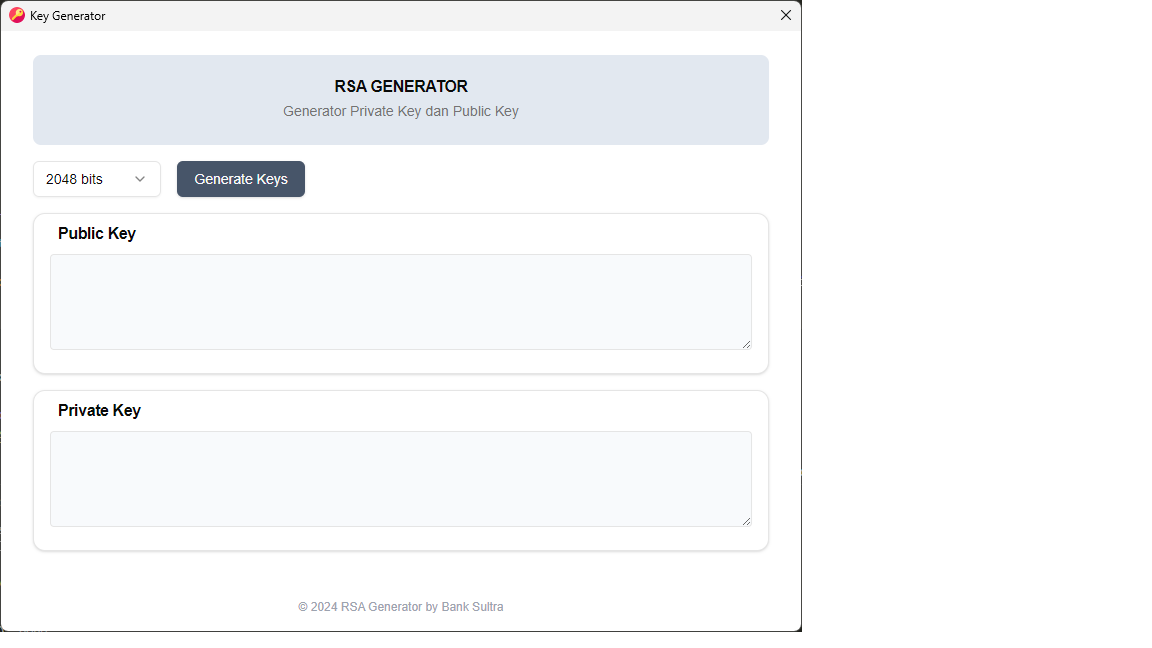 Key Generator
RSA GENERATOR
Generator Private Key dan Public Key
2048 bits
Generate Keys
Public Key
Private Key
© 2024 RSA Generator by Bank Sultra